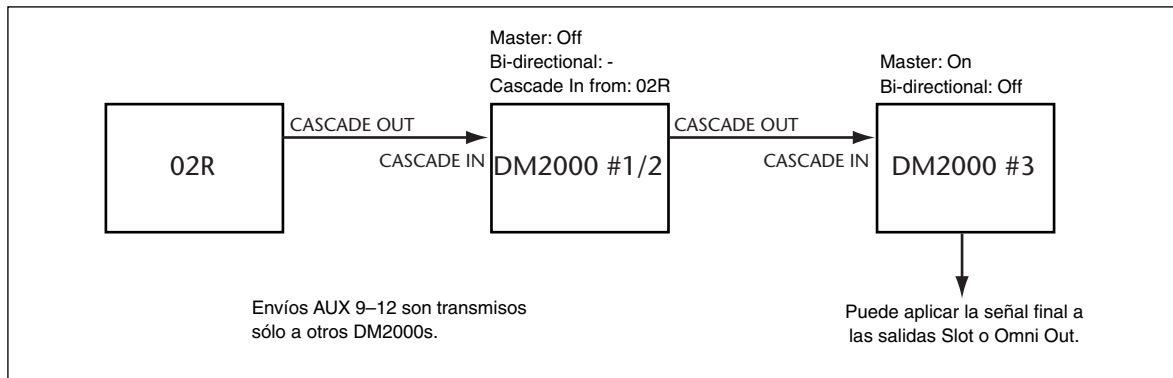 Master: Off
Bi-directional: -
Cascade In from: 02R
Master: On
Bi-directional: Off
02R
CASCADE OUT
CASCADE IN
DM2000 #1/2
CASCADE OUT
CASCADE IN
DM2000 #3
Envíos AUX 9–12 son transmisos
sólo a otros DM2000s.
Puede aplicar la señal final a
las salidas Slot o Omni Out.